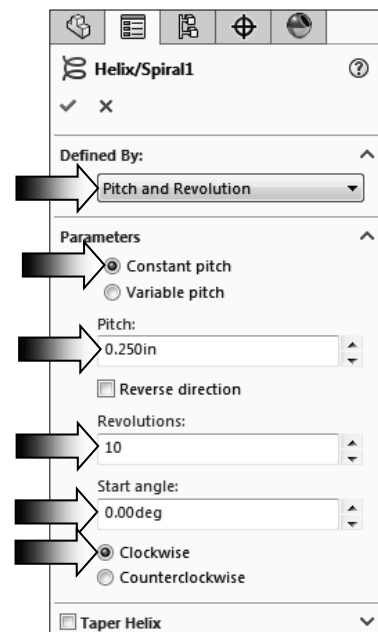 Helix/Spiral1
Defined By:
Pitch and Revolution
Parameters
Constant pitch
Variable pitch
Pitch:
0.250in
Reverse direction
Revolutions:
10
Start angle:
0.00deg
Clockwise
Counterclockwise
Taper Helix